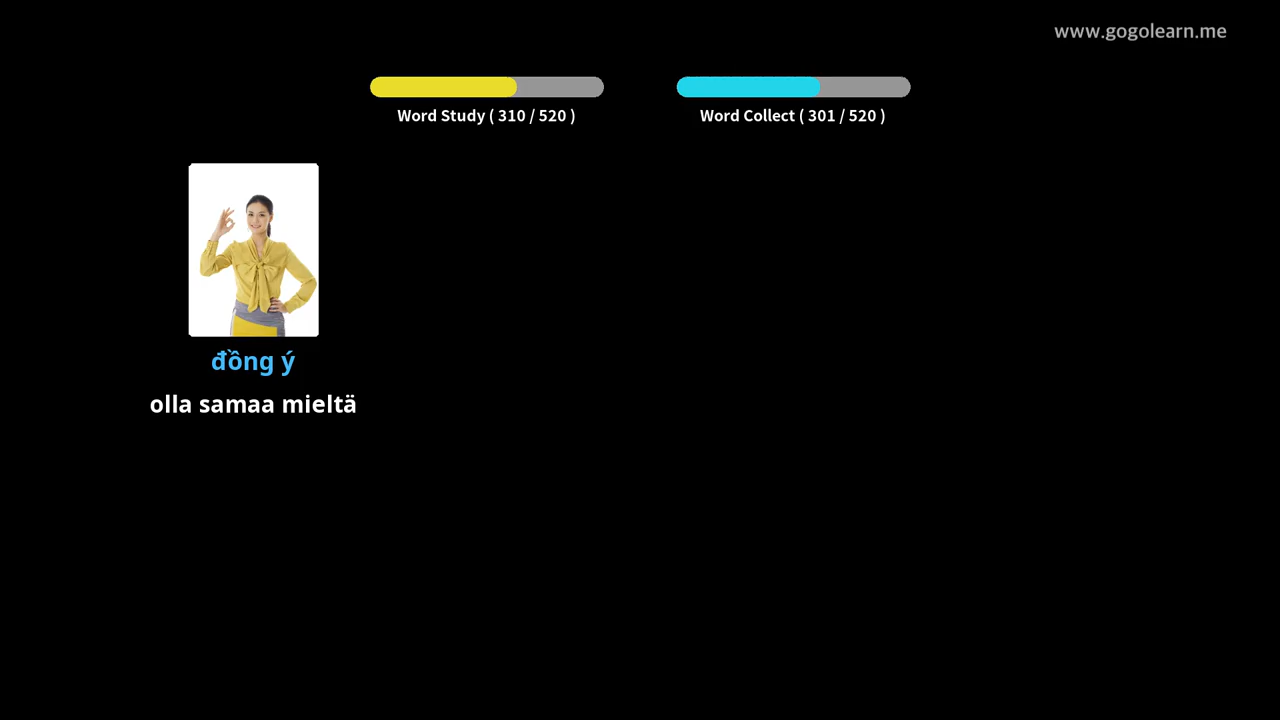 www.gogolearn.me
Word Study ( 310 / 520 )
Word Collect ( 301 / 520 )
đồng ý
olla samaa mieltä